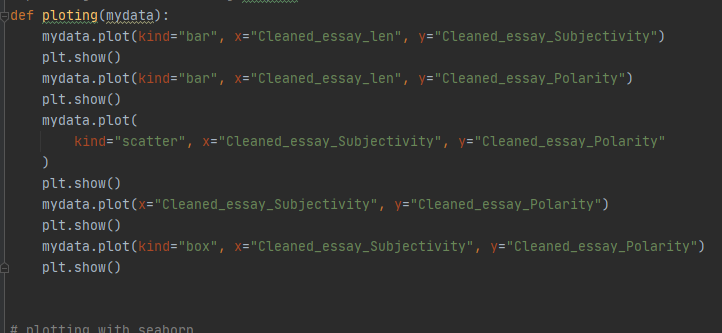 def ploting(mydata):
    mydata.plot(kind="bar", x="Cleaned_essay_len", y="Cleaned_essay_Subjectivity")
    plt.show()
    mydata.plot(kind="bar", x="Cleaned_essay_len", y="Cleaned_essay_Polarity")
    plt.show()
    mydata.plot(
        kind="scatter", x="Cleaned_essay_Subjectivity", y="Cleaned_essay_Polarity"
    )
    plt.show()
    mydata.plot(x="Cleaned_essay_Subjectivity", y="Cleaned_essay_Polarity")
    plt.show()
    mydata.plot(kind="box", x="Cleaned_essay_Subjectivity", y="Cleaned_essay_Polarity")
    plt.show()
# plotting with seaborn